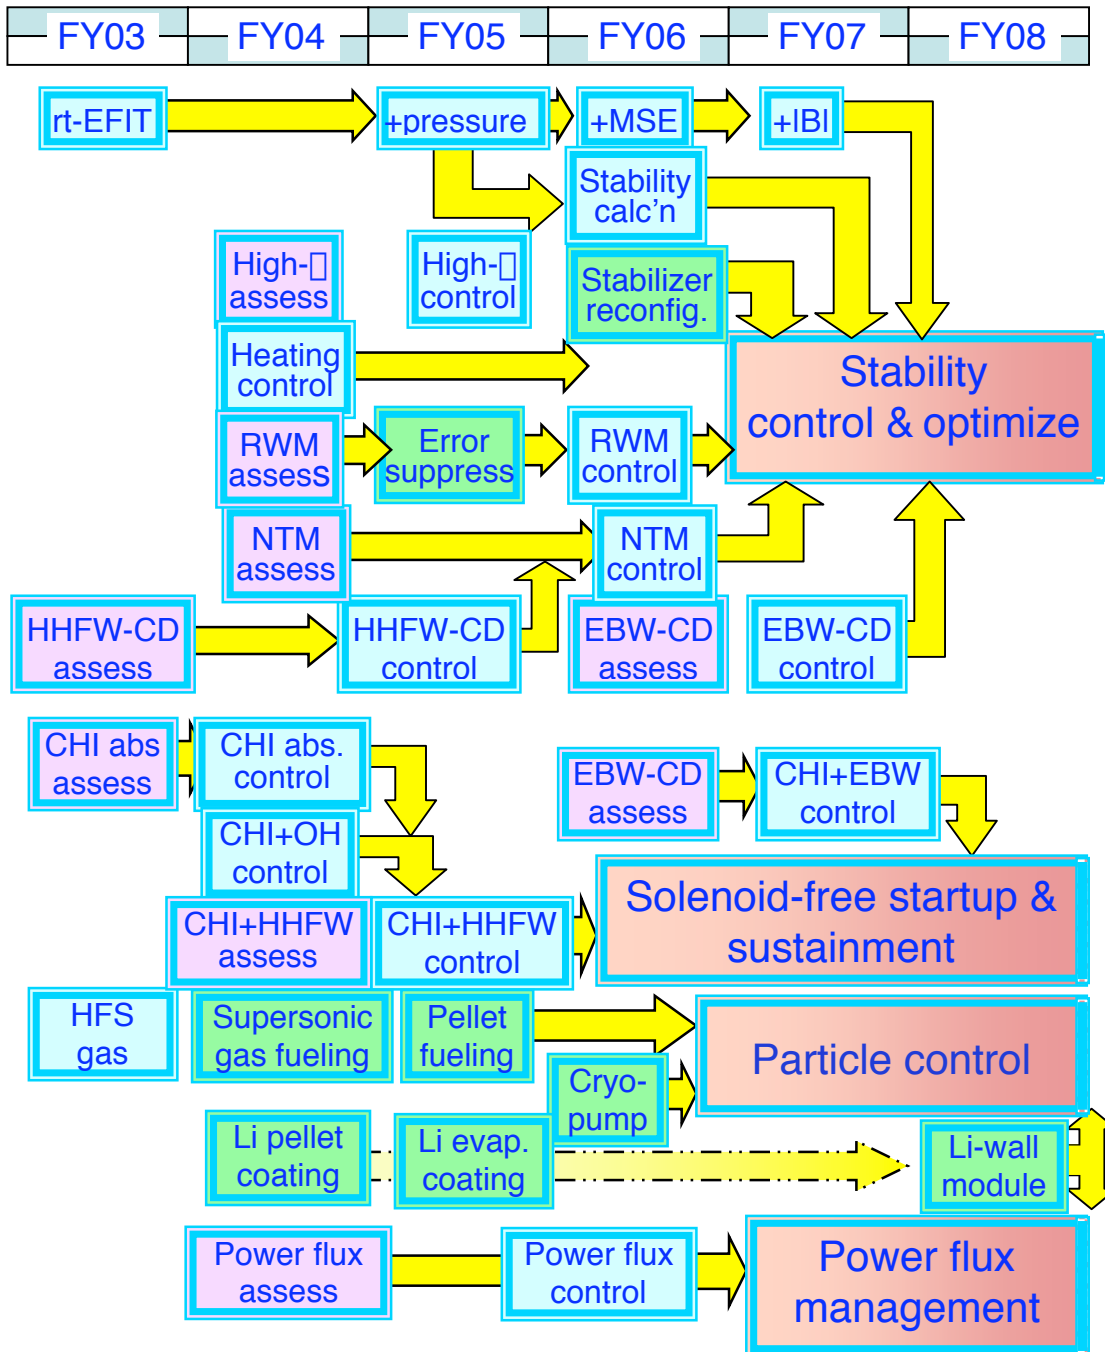 FY03 FY04 FY05 FY06 FY07 FY08
rt-EFIT
+pressure
+MSE
+IBI
Stability
calc'n
High-▯
assess
High-▯
control
Stabilizer
reconfig.
Heating
control
Stability
control & optimize
RWM
assess
Error
suppress
RWM
control
NTM
assess
NTM
control
HHFW-CD
assess
HHFW-CD
control
EBW-CD
assess
EBW-CD
control
CHI abs
assess
CHI abs.
control
EBW-CD
assess
CHI+EBW
control
CHI+OH
control
Solenoid-free startup &
sustainment
CHI+HHFW
assess
CHI+HHFW
control
HFS
gas
Supersonic
gas fueling
Pellet
fueling
Particle control
Cryo-
pump
Li pellet
coating
Li evap.
coating
Li-wall
module
Power flux
assess
Power flux
control
Power flux
management